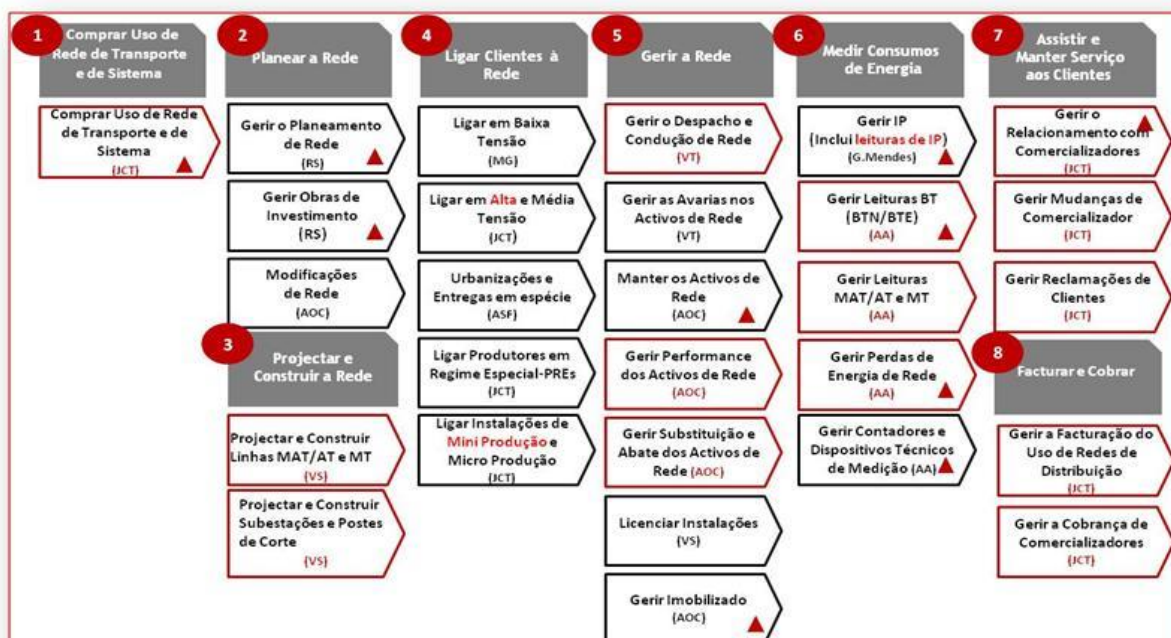 1
Comprar Uso de
Rede de Transporte
e de Sistema
Comprar Uso de Rede
de Transporte e de
Sistema
(JCT)
2
Planear a Rede
Gerir o Planeamento
de Rede
(RS)
Gerir Obras de
Investimento
(RS)
Modificações
de Rede
(AOC)
3
Projectar e
Construir a Rede
Projectar e Construir
Linhas MAT/AT e MT
(VS)
Projectar e Construir
Subestações e Postes
de Corte
(VS)
4
Ligar Clientes à
Rede
Ligar em Baixa
Tensão
(MG)
Ligar em Alta e Média
Tensão
(JCT)
Urbanizações e
Entregas em espécie
(ASF)
Ligar Produtores em
Regime Especial-PREs
(JCT)
Ligar Instalações de
Mini Produção e
Micro Produção
(JCT)
5
Gerir a Rede
Gerir o Despacho e
Condução de Rede
(VT)
Gerir as Avarias nos
Activos de Rede
(VT)
Manter os Activos de
Rede
(AOC)
Gerir Performance
dos Activos de Rede
(AOC)
Gerir Substituição e
Abate dos Activos de
Rede (AOC)
Licenciar Instalações
(VS)
Gerir Imobilizado
(AOC)
6
Medir Consumos
de Energia
Gerir IP
(Inclui leituras de IP)
(G.Mendes)
Gerir Leituras BT
(BTN/BTE)
(AA)
Gerir Leituras
MAT/AT e MT
(AA)
Gerir Perdas de
Energia de Rede
(AA)
Gerir Contadores e
Dispositivos Técnicos
de Medição (AA)
7
Assistir e
Manter Serviço
aos Clientes
Gerir o
Relacionamento com
Comercializadores
(JCT)
Gerir Mudanças de
Comercializador
(JCT)
Gerir Reclamações de
Clientes
(JCT)
8
Facturar e Cobrar
Gerir a Facturação do
Uso de Redes de
Distribuição
(JCT)
Gerir a Cobrança de
Comercializadores
(JCT)